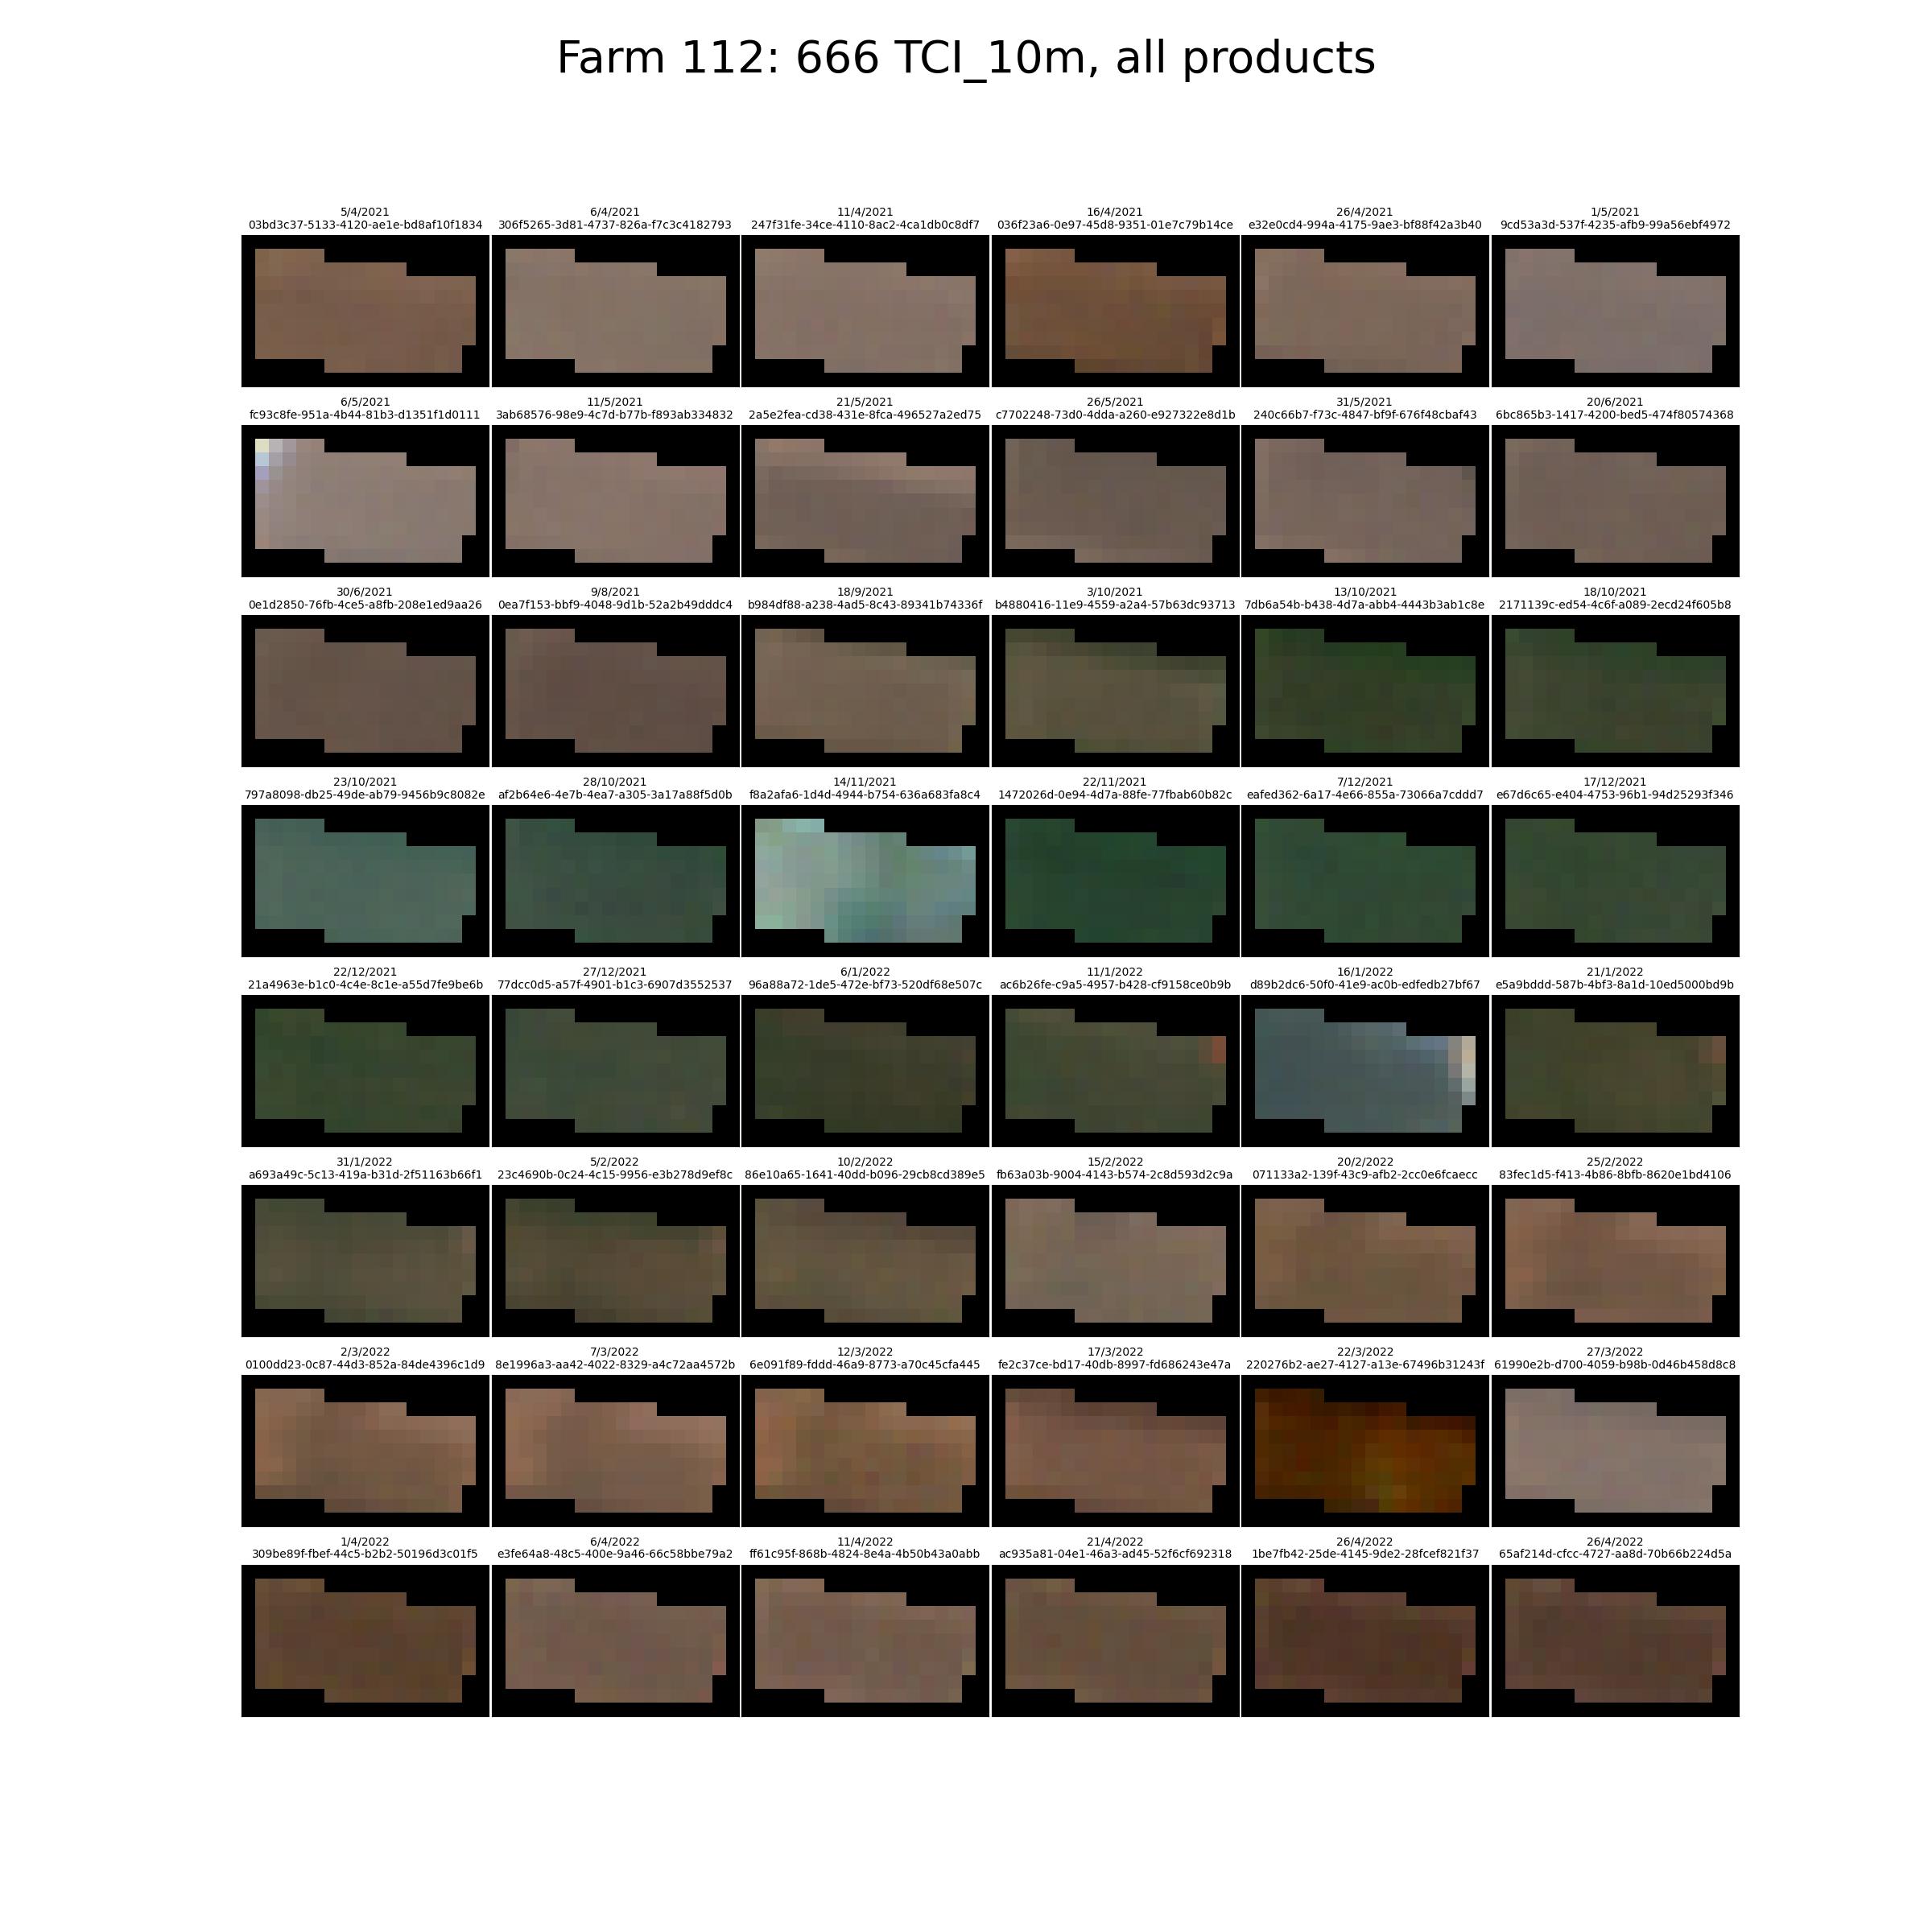 Farm 112: 666 TCI_10m, all products
5/4/2021 6/4/2021 11/4/2021 16/4/2021 26/4/2021 1/5/2021
03bd3c37-5133-4120-ae1e-bd8af10f1834 306f5265-3d81-4737-826a-f7c3c4182793 247f31fe-34ce-4110-8ac2-4ca1db0c8df7 036f23a6-0e97-45d8-9351-01e7c79b14ce e32e0cd4-994a-4175-9ae3-bf88f42a3b40 9cd53a3d-537f-4235-afb9-99a56ebf4972
6/5/2021 11/5/2021 21/5/2021 26/5/2021 31/5/2021 20/6/2021
fc93c8fe-951a-4b44-81b3-d1351f1d0111 3ab68576-98e9-4c7d-b77b-f893ab334832 2a5e2fea-cd38-431e-8fca-496527a2ed75 c7702248-73d0-4dda-a260-e927322e8d1b 240c66b7-f73c-4847-bf9f-676f48cbaf43 6bc865b3-1417-4200-bed5-474f80574368
30/6/2021 9/8/2021 18/9/2021 3/10/2021 13/10/2021 18/10/2021
0e1d2850-76fb-4ce5-a8fb-208e1ed9aa26 0ea7f153-bbf9-4048-9d1b-52a2b49dddc4 b984df88-a238-4ad5-8c43-89341b74336f b4880416-11e9-4559-a2a4-57b63dc93713 7db6a54b-b438-4d7a-abb4-4443b3ab1c8e 2171139c-ed54-4c6f-a089-2ecd24f605b8
23/10/2021 28/10/2021 14/11/2021 22/11/2021 7/12/2021 17/12/2021
797a8098-db25-49de-ab79-9456b9c8082e af2b64e6-4e7b-4ea7-a305-3a17a88f5d0b f8a2afa6-1d4d-4944-b754-636a683fa8c4 1472026d-0e94-4d7a-88fe-77fbab60b82c eafed362-6a17-4e66-855a-73066a7cddd7 e67d6c65-e404-4753-96b1-94d25293f346
22/12/2021 27/12/2021 6/1/2022 11/1/2022 16/1/2022 21/1/2022
21a4963e-b1c0-4c4e-8c1e-a55d7fe9be6b 77dcc0d5-a57f-4901-b1c3-6907d3552537 96a88a72-1de5-472e-bf73-520df68e507c ac6b26fe-c9a5-4957-b428-cf9158ce0b9b d89b2dc6-50f0-41e9-ac0b-edfedb27bf67 e5a9bddd-587b-4bf3-8a1d-10ed5000bd9b
31/1/2022 5/2/2022 10/2/2022 15/2/2022 20/2/2022 25/2/2022
a693a49c-5c13-419a-b31d-2f51163b66f1 23c4690b-0c24-4c15-9956-e3b278d9ef8c 86e10a65-1641-40dd-b096-29cb8cd389e5 fb63a03b-9004-4143-b574-2c8d593d2c9a 071133a2-139f-43c9-afb2-2cc0e6fcaecc 83fec1d5-f413-4b86-8bfb-8620e1bd4106
2/3/2022 7/3/2022 12/3/2022 17/3/2022 22/3/2022 27/3/2022
0100dd23-0c87-44d3-852a-84de4396c1d9 8e1996a3-aa42-4022-8329-a4c72aa4572b 6e091f89-fddd-46a9-8773-a70c45cfa445 fe2c37ce-bd17-40db-8997-fd686243e47a 220276b2-ae27-4127-a13e-67496b31243f 61990e2b-d700-4059-b98b-0d46b458d8c8
1/4/2022 6/4/2022 11/4/2022 21/4/2022 26/4/2022 26/4/2022
309be89f-fbef-44c5-b2b2-50196d3c01f5 e3fe64a8-48c5-400e-9a46-66c58bbe79a2 ff61c95f-868b-4824-8e4a-4b50b43a0abb ac935a81-04e1-46a3-ad45-52f6cf692318 1be7fb42-25de-4145-9de2-28fcef821f37 65af214d-cfcc-4727-aa8d-70b66b224d5a